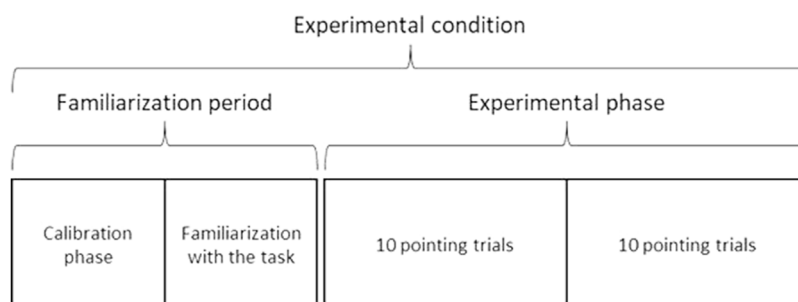 Experimental condition
Familiarization period
Experimental phase
Calibration
phase
Familiarization
with the task
10 pointing trials
10 pointing trials